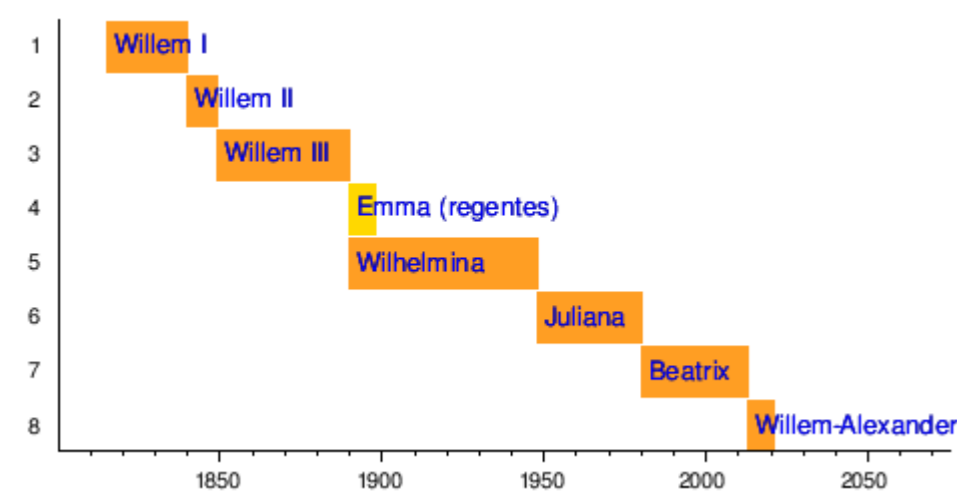 1 Willem I
2 Willem II
3 Willem III
4 Emma (regentes)
5 Wilhelmina
6 Juliana
7 Beatrix
8 Willem-Alexander
1850 1900 1950 2000 2050